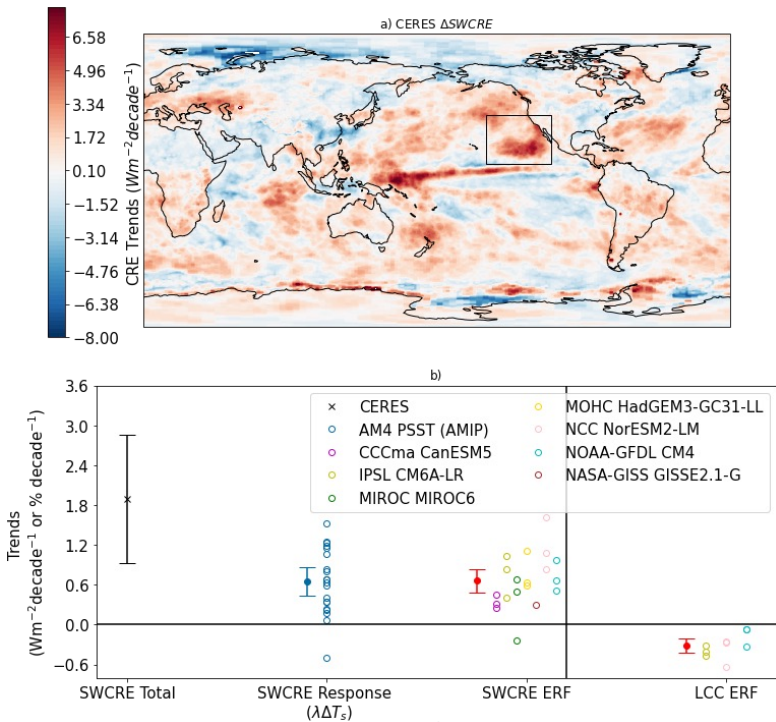 a) CERES ΔSWCRE
6.58
4.96
3.34
1.72
0.10
−1.52
−3.14
−4.76
−6.38
−8.00
CRE Trends (Wm⁻²decade⁻¹)
b)
3.6
3.0
2.4
1.8
1.2
0.6
0.0
−0.6
Trends
(Wm⁻²decade⁻¹ or % decade⁻¹)
CERES
AM4 PSST (AMIP)
CCCma CanESM5
IPSL CM6A-LR
MIROC MIROC6
MOHC HadGEM3-GC31-LL
NCC NorESM2-LM
NOAA-GFDL CM4
NASA-GISS GISSE2.1-G
SWCRE Total
SWCRE Response
(λΔTₛ)
SWCRE ERF
LCC ERF